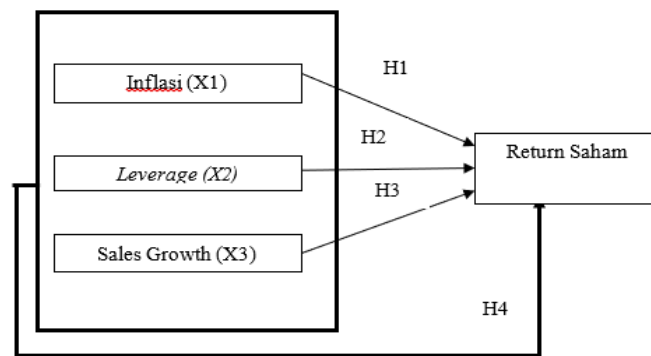 H1
Inflasi (X1)
H2
Return Saham
Leverage (X2)
H3
Sales Growth (X3)
H4